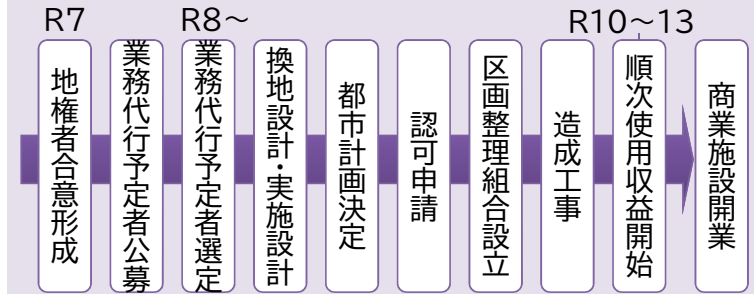 R7
R8～
R10～13
地権者合意形成
業務代行予定者公募
業務代行予定者選定
換地設計・実施設計
都市計画決定
認可申請
区画整理組合設立
造成工事
順次使用収益開始
商業施設開業